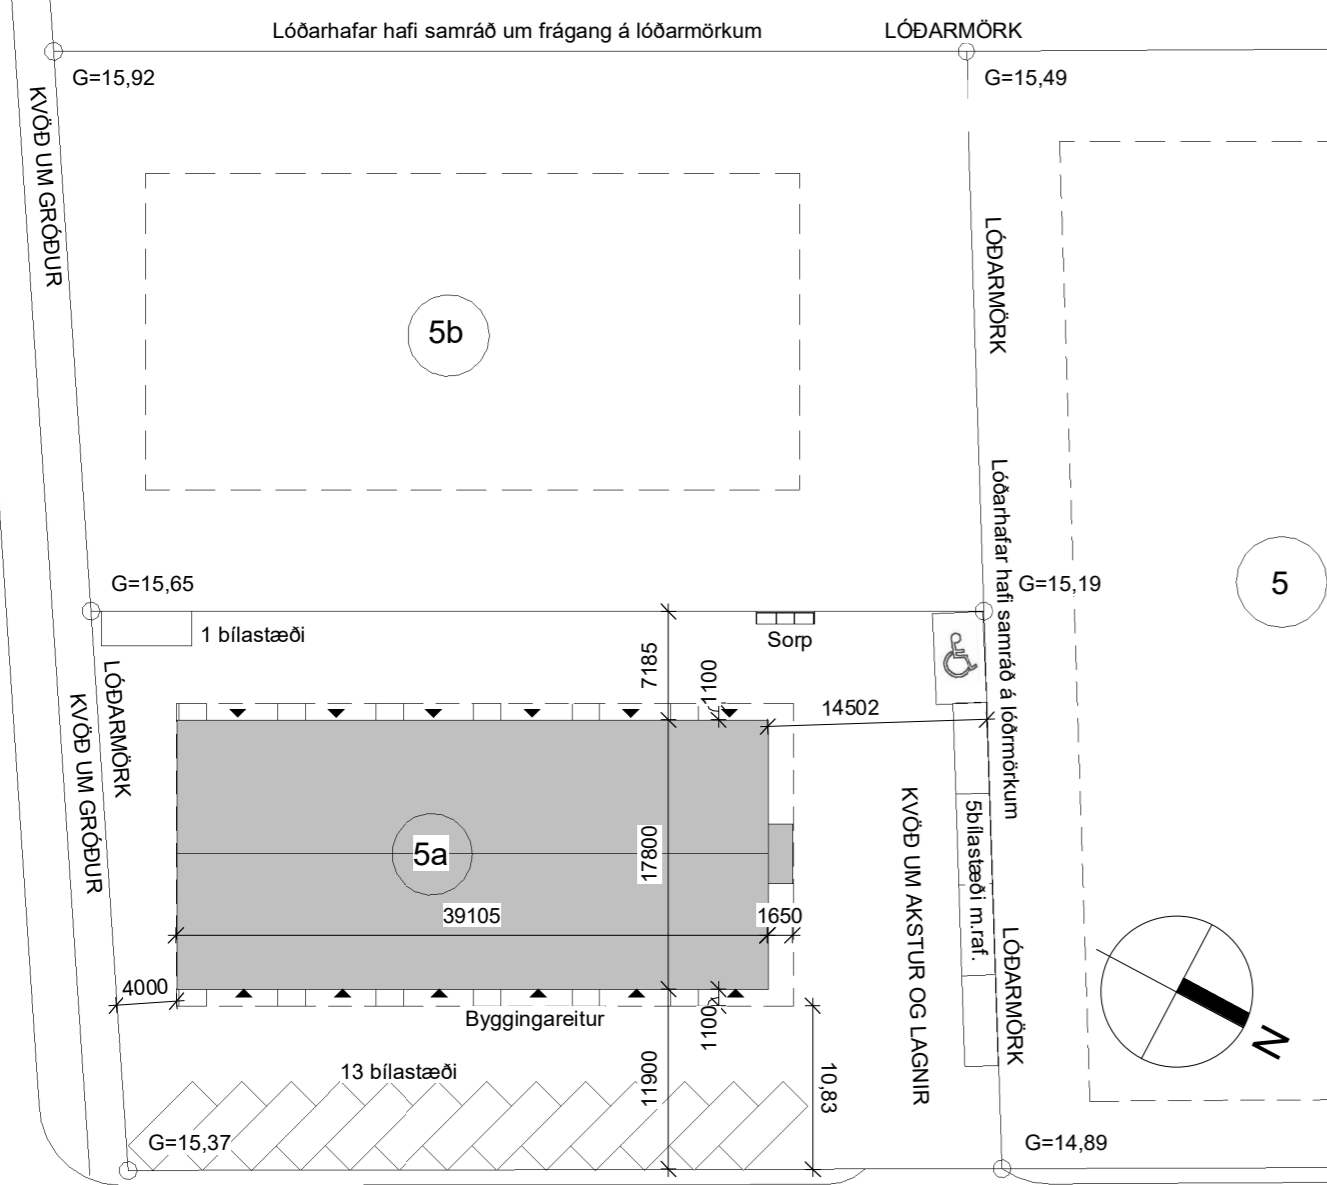 Lóðarhafar hafi samráð um frágang á lóðarmörkum
LÓÐARMÖRK
G=15,92
G=15,49
KVÖÐ UM GRÓÐUR
LÓÐARMÖRK
5b
Lóðarhafar hafi samráð á lóðrmörkum
5
G=15,65
G=15,19
1 bílastæði
Sorp
LÓÐARMÖRK
KVÖÐ UM GRÓÐUR
7185
1100
14502
5a
17800
39105
1650
KVÖÐ UM AKSTUR OG LAGNIR
5bílastæði m.raf.
LÓÐARMÖRK
4000
Byggingareitur
1100
N
13 bílastæði
11900
10,83
G=15,37
G=14,89